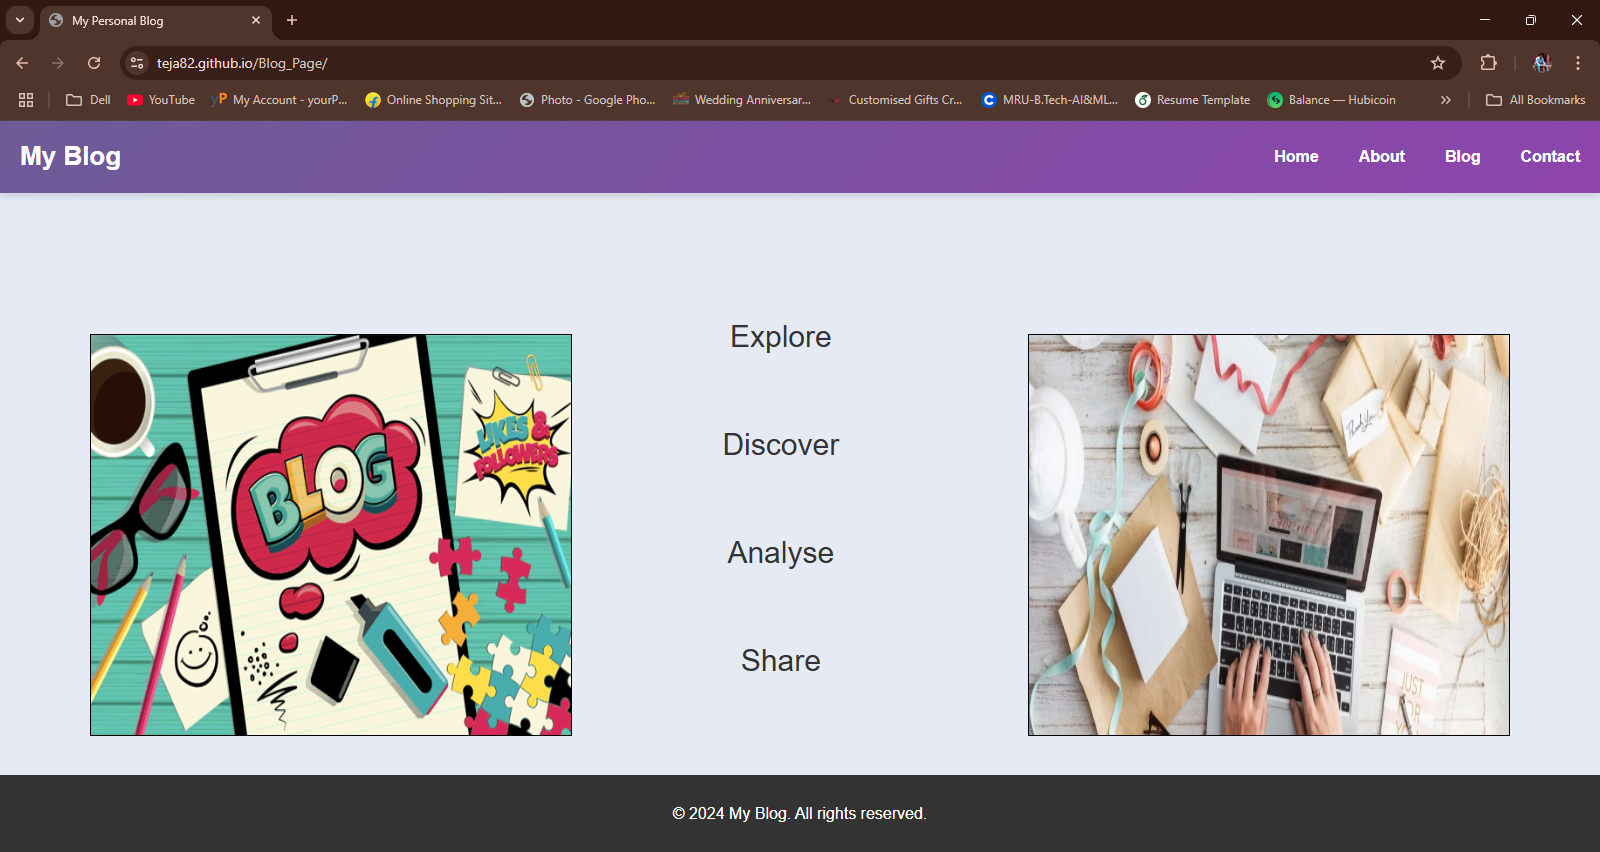 My Personal Blog
teja82.github.io/Blog_Page/
Dell
YouTube
yP My Account - yourP...
Online Shopping Sit...
Photo - Google Pho...
Wedding Anniversar...
Customised Gifts Cr...
MRU-B.Tech-AI&ML...
Resume Template
Balance — Hubicoin
All Bookmarks
My Blog
Home
About
Blog
Contact
BLOG
LIKES &
FOLLOWERS
Explore
Discover
Analyse
Share
Thank You
JUST
FOR
© 2024 My Blog. All rights reserved.